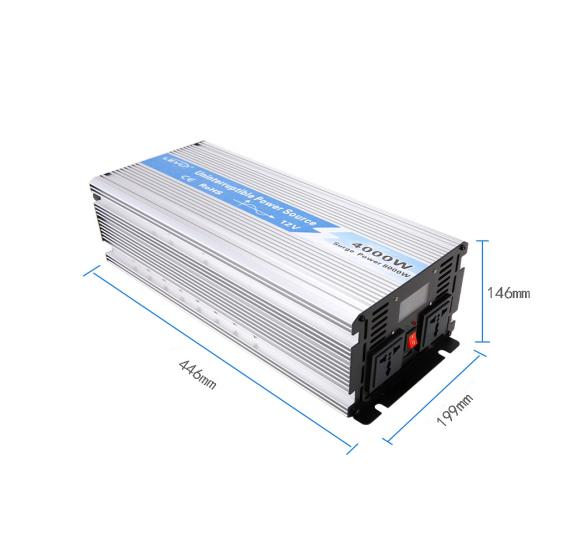 Uninterruptible Power Source
CE RoHS
12V
4000W
Surge Power 8000W
146mm
446mm
199mm